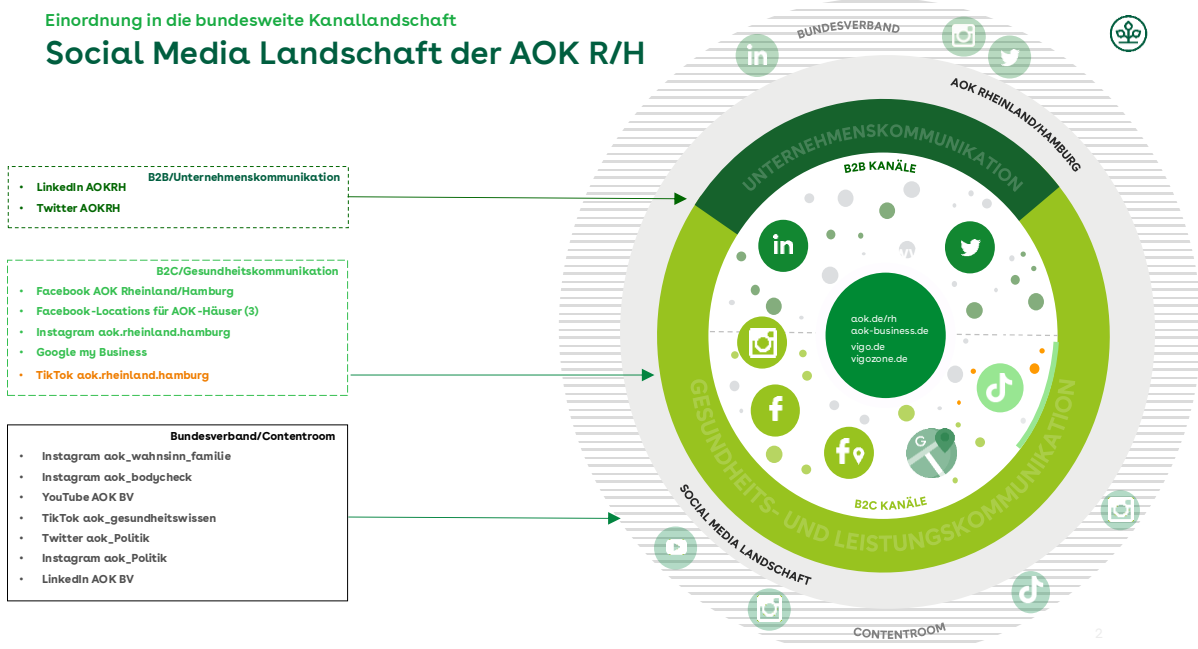 Einordnung in die bundesweite Kanallandschaft
Social Media Landschaft der AOK R/H
B2B/Unternehmenskommunikation
• LinkedIn AOKRH
• Twitter AOKRH
B2C/Gesundheitskommunikation
• Facebook AOK Rheinland/Hamburg
• Facebook-Locations für AOK-Häuser (3)
• Instagram aok.rheinland.hamburg
• Google my Business
• TikTok aok.rheinland.hamburg
Bundesverband/Contentroom
• Instagram aok_wahnsinn_familie
• Instagram aok_bodycheck
• YouTube AOK BV
• TikTok aok_gesundheitswissen
• Twitter aok_Politik
• Instagram aok_Politik
• LinkedIn AOK BV
BUNDESVERBAND
AOK RHEINLAND/HAMBURG
UNTERNEHMENSKOMMUNIKATION
B2B KANÄLE
in
in
aok.de/rh
aok-business.de
vigo.de
vigozone.de
G
B2C KANÄLE
GESUNDHEITS- UND LEISTUNGSKOMMUNIKATION
SOCIAL MEDIA LANDSCHAFT
CONTENTROOM
2